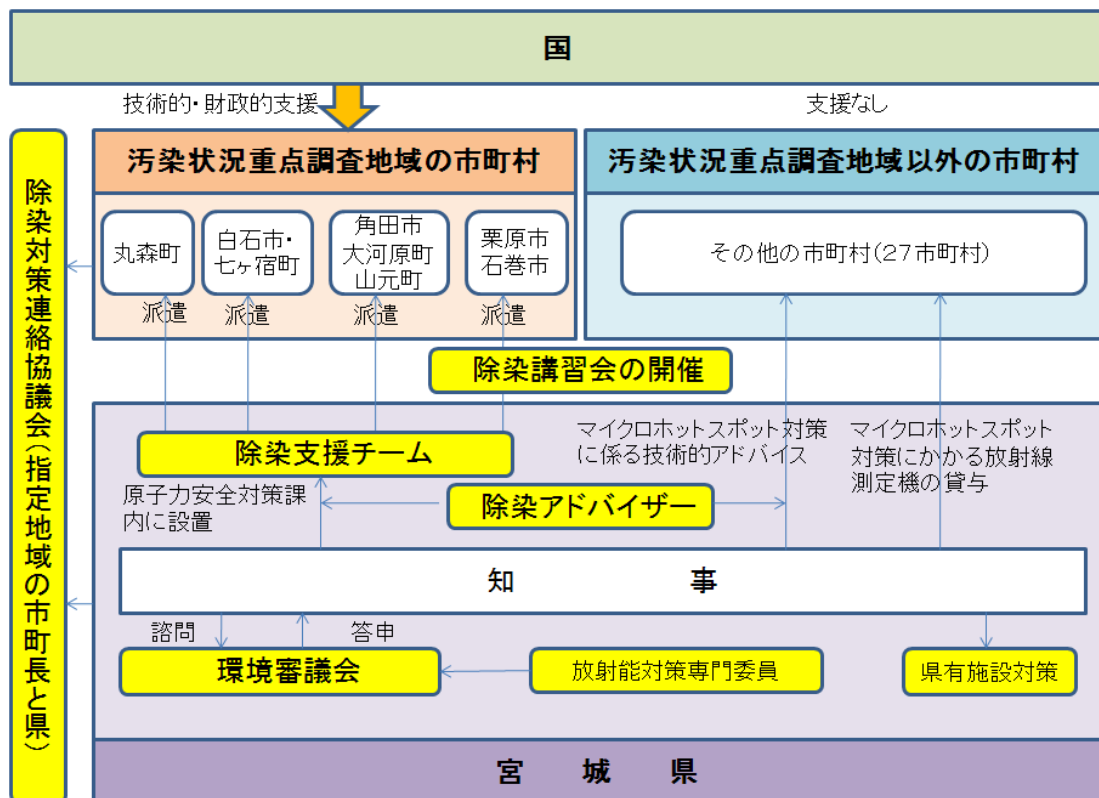 国
技術的・財政的支援
支援なし
除染対策連絡協議会(指定地域の市町長と県)
汚染状況重点調査地域の市町村
汚染状況重点調査地域以外の市町村
丸森町
白石市・
七ヶ宿町
角田市
大河原町
山元町
栗原市
石巻市
その他の市町村(27市町村)
派遣
派遣
派遣
派遣
除染講習会の開催
除染支援チーム
マイクロホットスポット対策
に係る技術的アドバイス
マイクロホットスポット
対策にかかる放射線
測定機の貸与
原子力安全対策課
内に設置
除染アドバイザー
知 事
諮問
答申
環境審議会
放射能対策専門委員
県有施設対策
宮 城 県